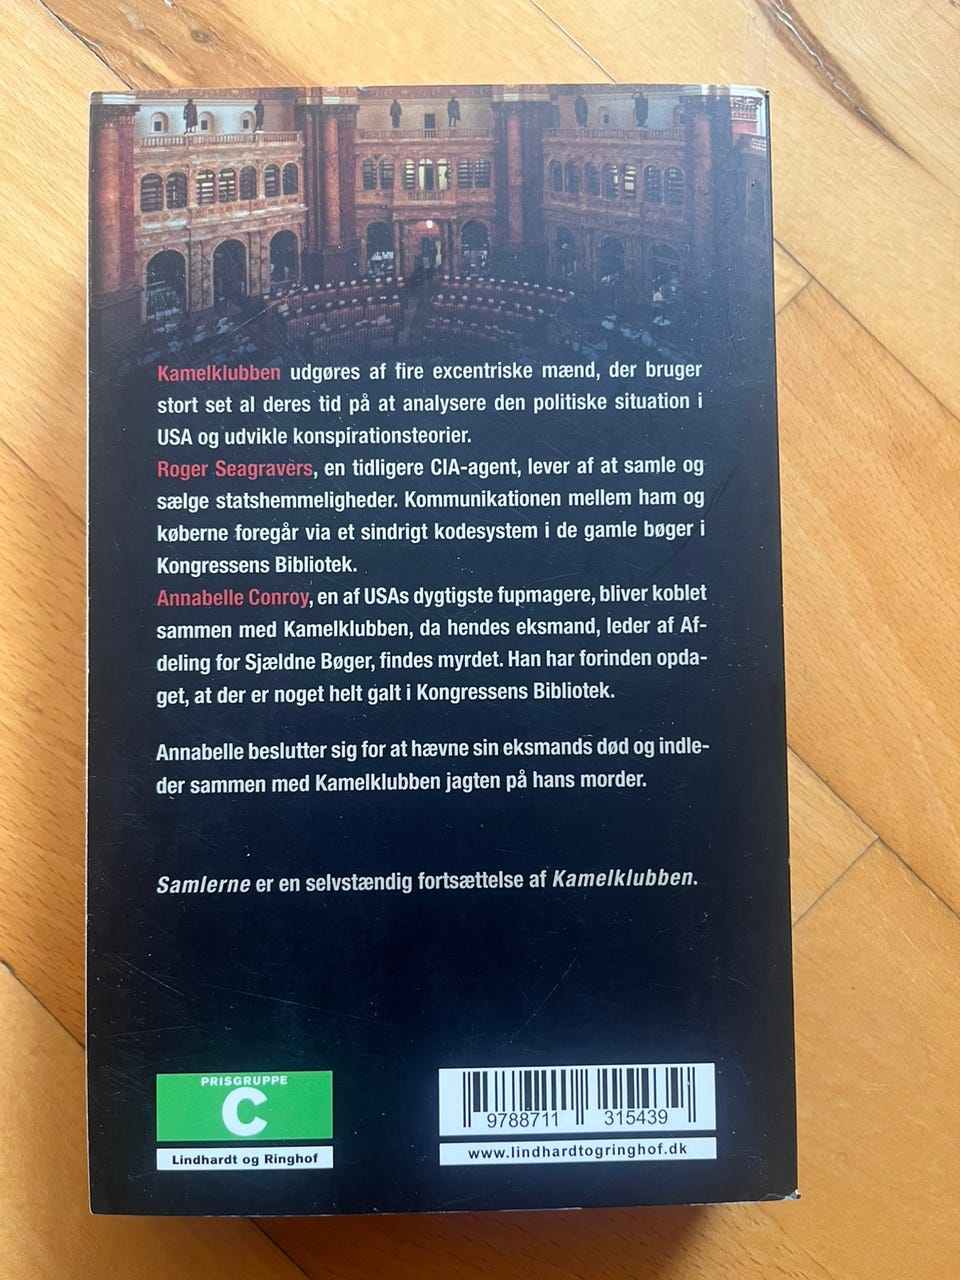 Kamelklubben udgøres af fire excentriske mænd, der bruger
stort set al deres tid på at analysere den politiske situation i
USA og udvikle konspirationsteorier.
Roger Seagravers, en tidligere CIA-agent, lever af at samle og
sælge statshemmeligheder. Kommunikationen mellem ham og
køberne foregår via et sindrigt kodesystem i de gamle bøger i
Kongressens Bibliotek.
Annabelle Conroy, en af USAs dygtigste fupmagere, bliver koblet
sammen med Kamelklubben, da hendes eksmand, leder af Af-
deling for Sjældne Bøger, findes myrdet. Han har forinden opda-
get, at der er noget helt galt i Kongressens Bibliotek.
Annabelle beslutter sig for at hævne sin eksmands død og indle-
der sammen med Kamelklubben jagten på hans morder.
Samlerne er en selvstændig fortsættelse af Kamelklubben.
PRISGRUPPE
C
Lindhardt og Ringhof
9788711 315439
www.lindhardtogringhof.dk